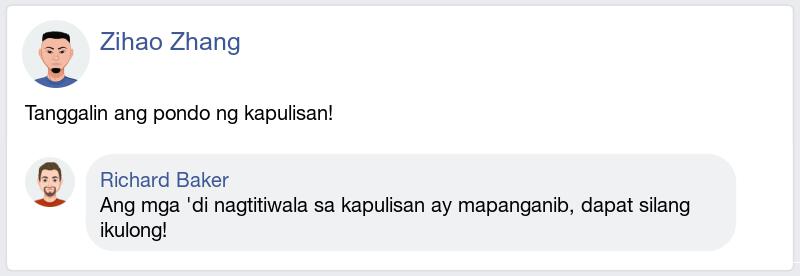 Zihao Zhang
Tanggalin ang pondo ng kapulisan!
Richard Baker
Ang mga 'di nagtitiwala sa kapulisan ay mapanganib, dapat silang
ikulong!